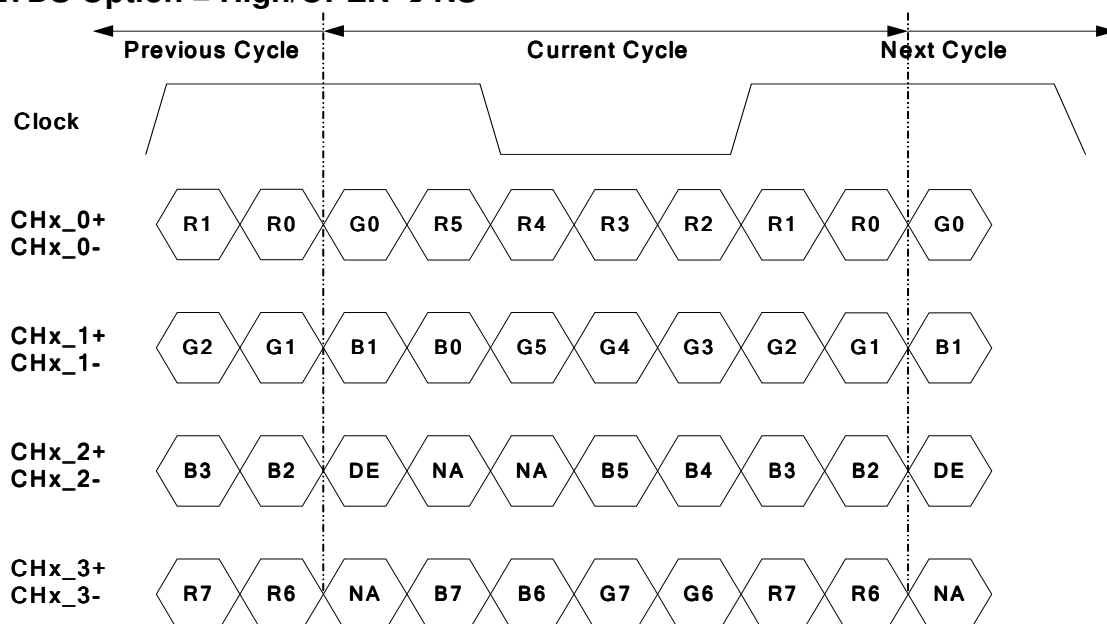 Previous Cycle Current Cycle Next Cycle
Clock
CHx_0+
CHx_0-
R1 R0 G0 R5 R4 R3 R2 R1 R0 G0
CHx_1+
CHx_1-
G2 G1 B1 B0 G5 G4 G3 G2 G1 B1
CHx_2+
CHx_2-
B3 B2 DE NA NA B5 B4 B3 B2 DE
CHx_3+
CHx_3-
R7 R6 NA B7 B6 G7 G6 R7 R6 NA